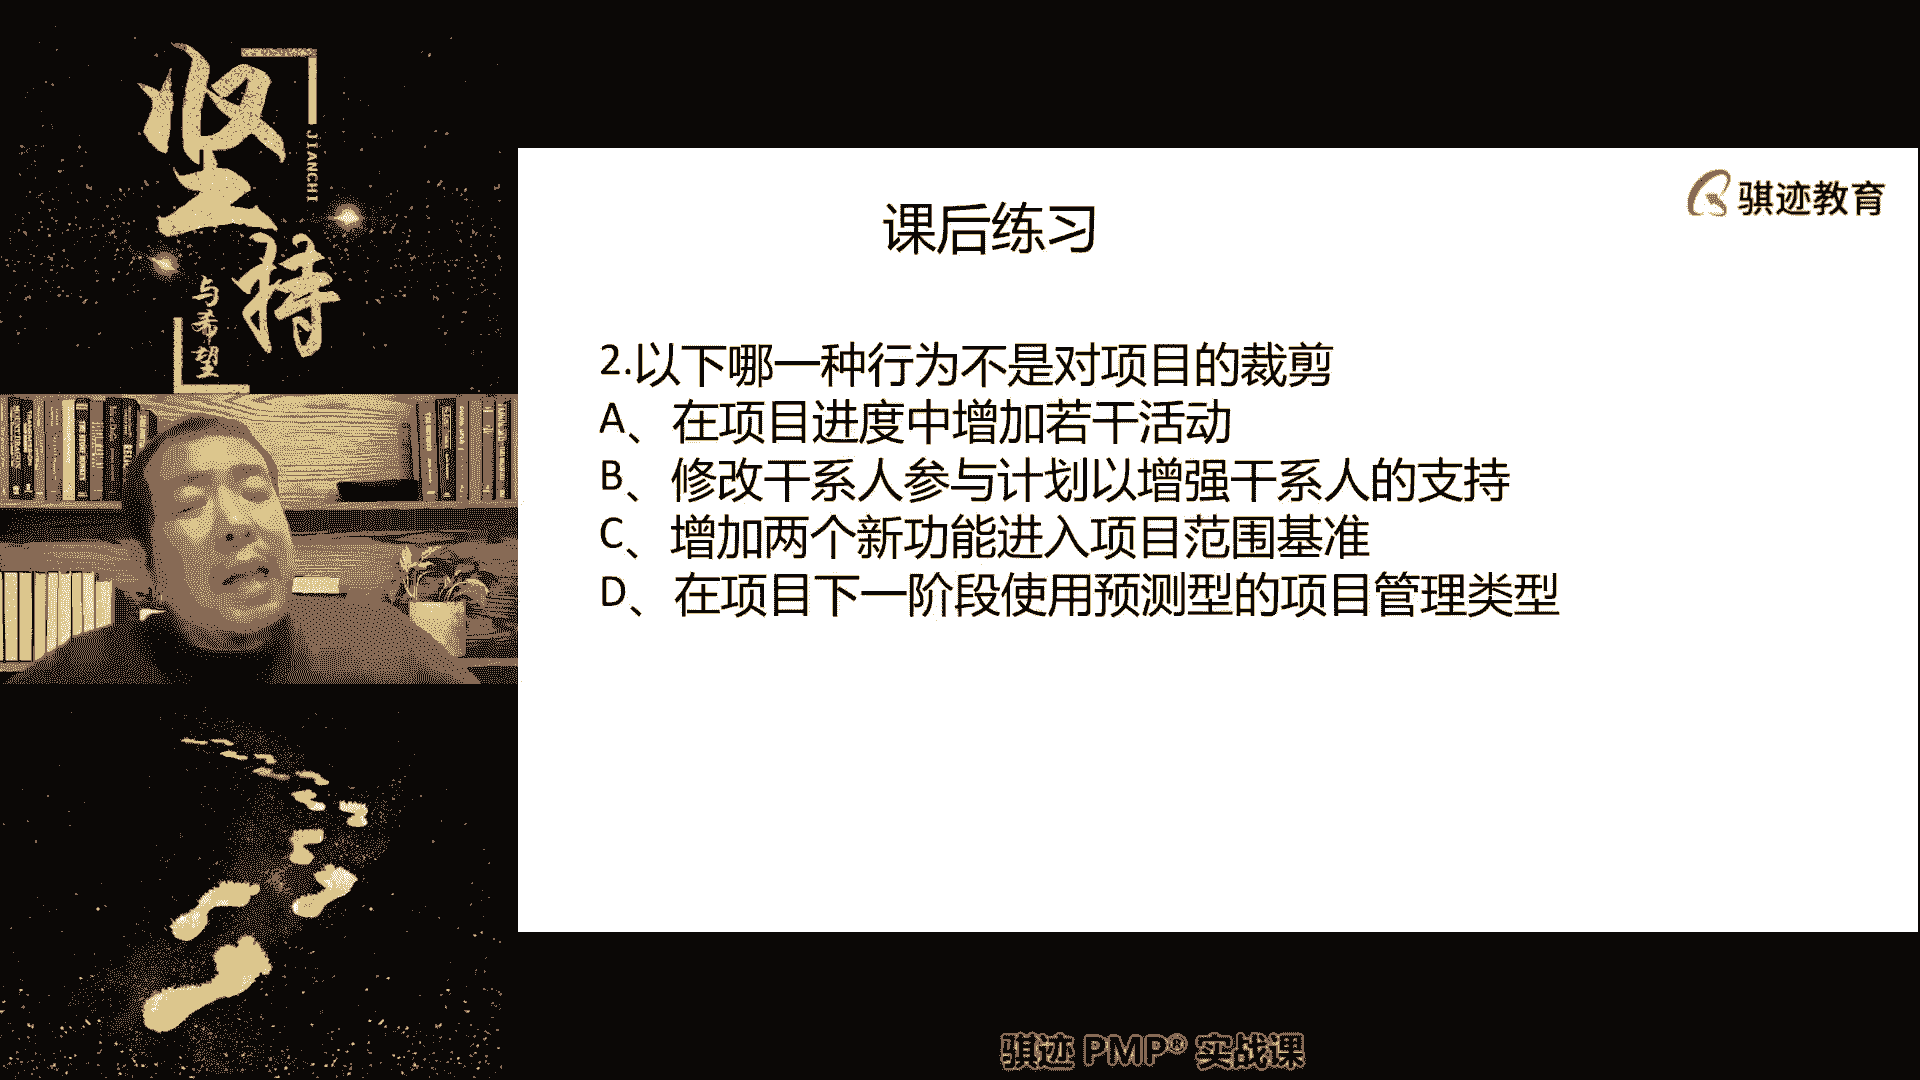 坚持
JIANCHI
与希望
骐迹教育
课后练习
2.以下哪一种行为不是对项目的裁剪
A、在项目进度中增加若干活动
B、修改干系人参与计划以增强干系人的支持
C、增加两个新功能进入项目范围基准
D、在项目下一阶段使用预测型的项目管理类型
骐迹 PMP® 实战课